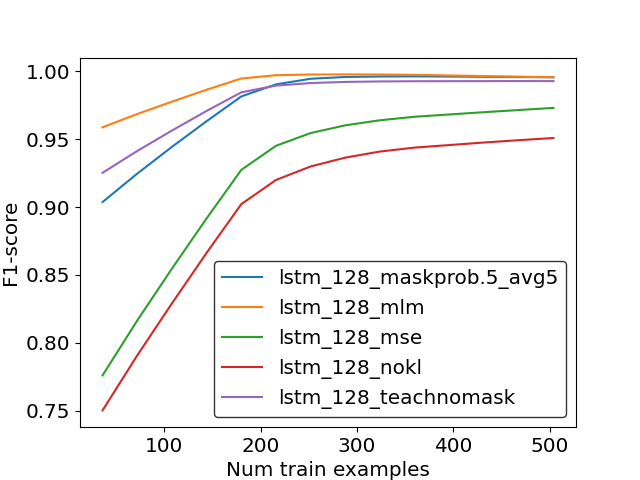 1.00
0.95
0.90
0.85
0.80
0.75
F1-score
lstm_128_maskprob.5_avg5
lstm_128_mlm
lstm_128_mse
lstm_128_nokl
lstm_128_teachnomask
100 200 300 400 500
Num train examples